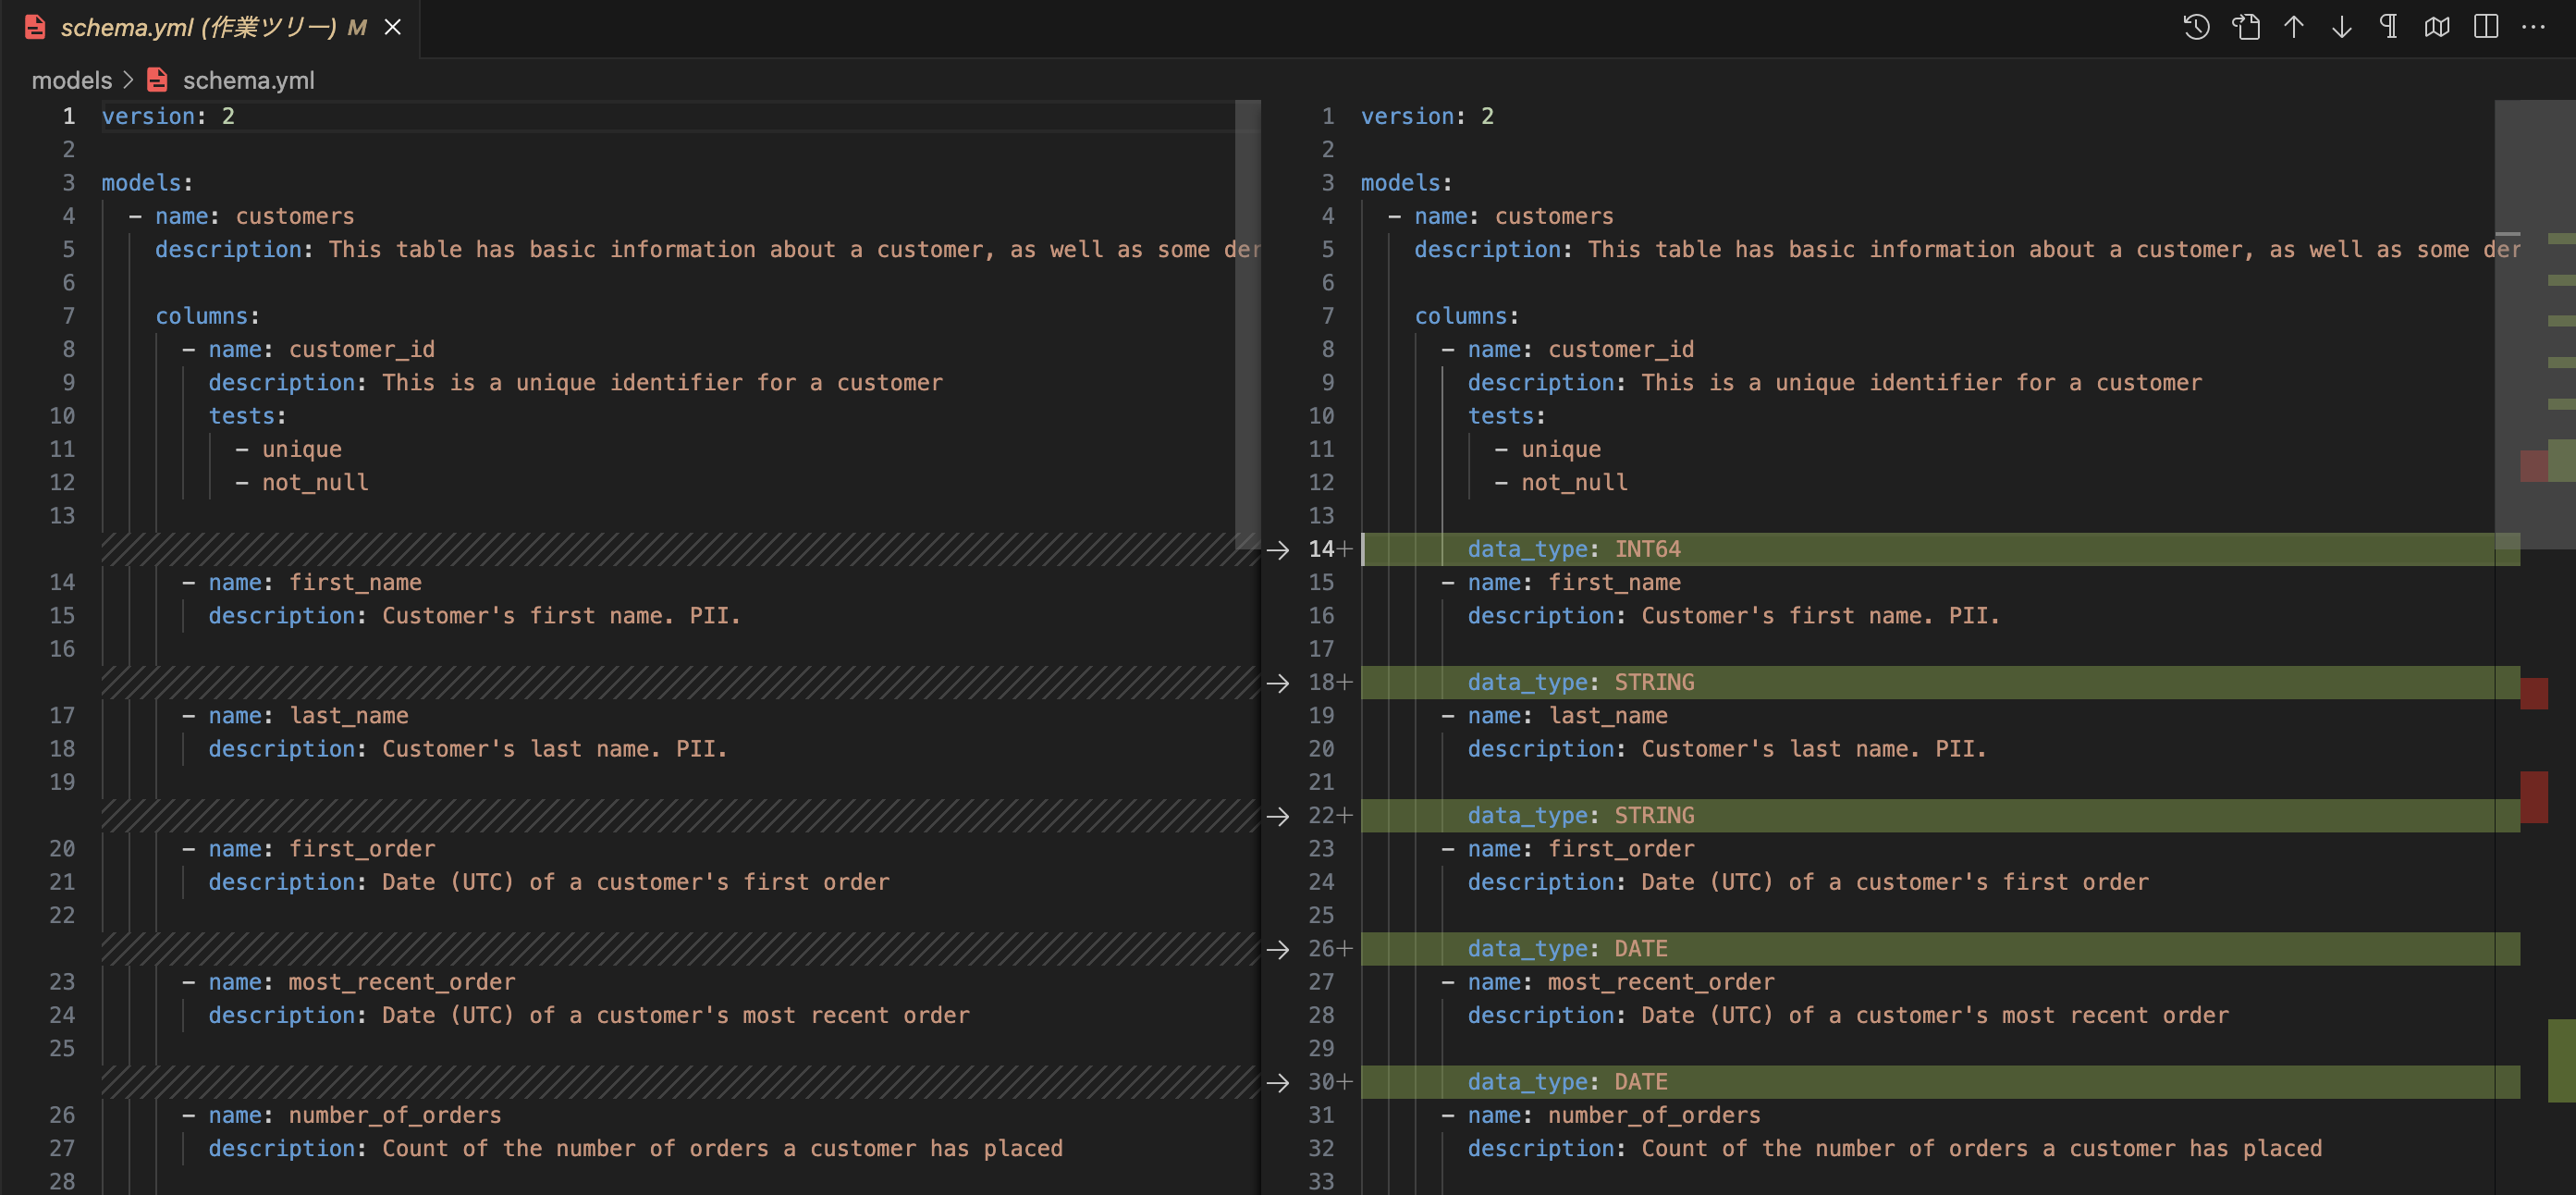 schema.yml (作業ツリー) M
models > schema.yml
1 version: 2
2
3 models:
4 - name: customers
5 description: This table has basic information about a customer, as well as some der
6
7 columns:
8 - name: customer_id
9 description: This is a unique identifier for a customer
10 tests:
11 - unique
12 - not_null
13
14 - name: first_name
15 description: Customer's first name. PII.
16
17 - name: last_name
18 description: Customer's last name. PII.
19
20 - name: first_order
21 description: Date (UTC) of a customer's first order
22
23 - name: most_recent_order
24 description: Date (UTC) of a customer's most recent order
25
26 - name: number_of_orders
27 description: Count of the number of orders a customer has placed
28
1 version: 2
2
3 models:
4 - name: customers
5 description: This table has basic information about a customer, as well as some der
6
7 columns:
8 - name: customer_id
9 description: This is a unique identifier for a customer
10 tests:
11 - unique
12 - not_null
13
14+ data_type: INT64
15 - name: first_name
16 description: Customer's first name. PII.
17
18+ data_type: STRING
19 - name: last_name
20 description: Customer's last name. PII.
21
22+ data_type: STRING
23 - name: first_order
24 description: Date (UTC) of a customer's first order
25
26+ data_type: DATE
27 - name: most_recent_order
28 description: Date (UTC) of a customer's most recent order
29
30+ data_type: DATE
31 - name: number_of_orders
32 description: Count of the number of orders a customer has placed
33